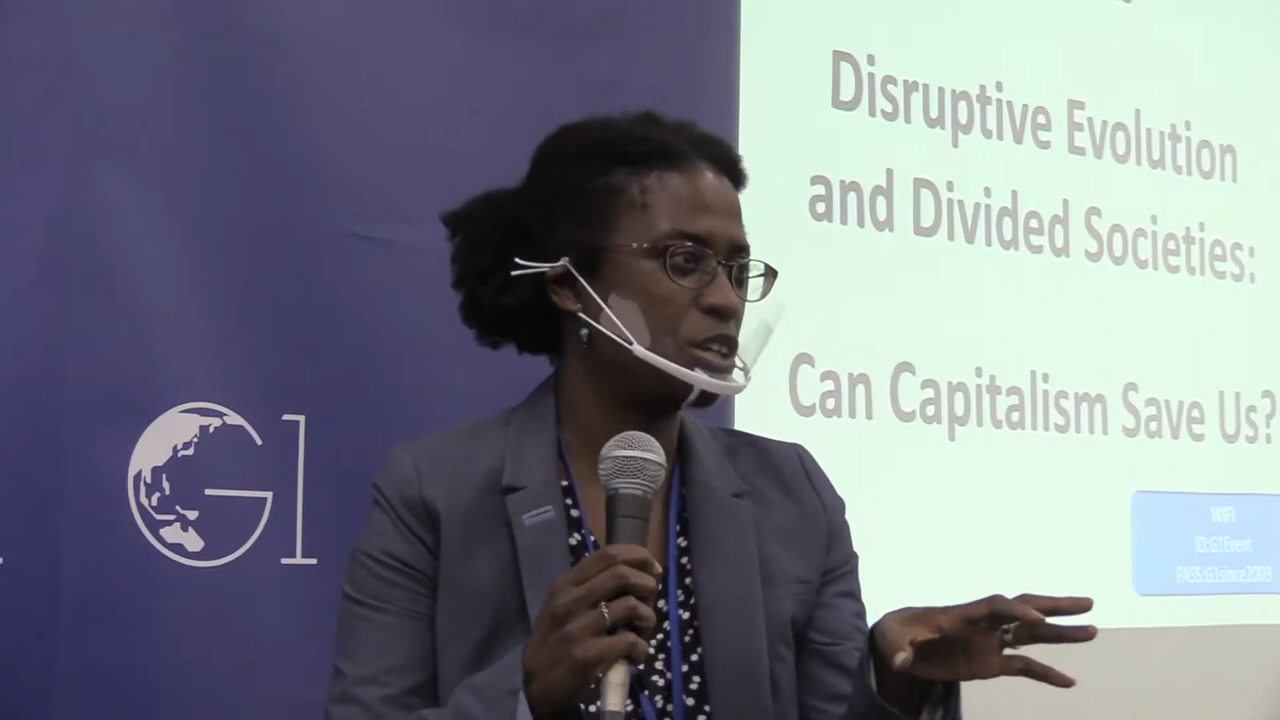 G1
Disruptive Evolution
and Divided Societies:
Can Capitalism Save Us?
WIFI
ID:G1Event
PASS:G1since2009